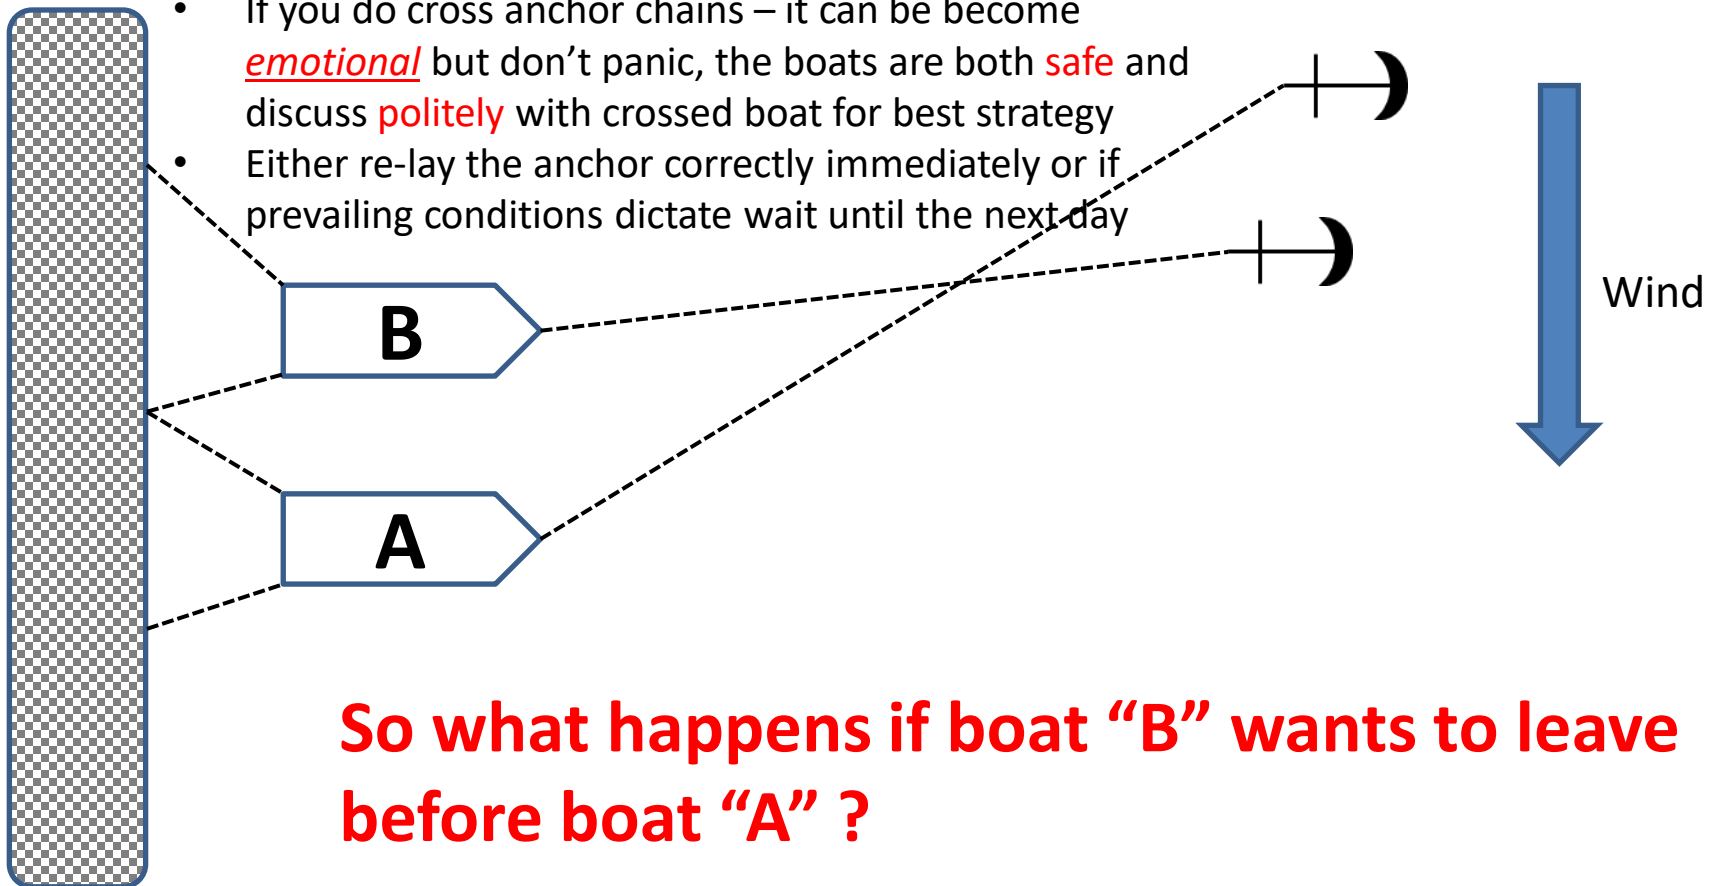 • If you do cross anchor chains – it can be become
emotional but don’t panic, the boats are both safe and
discuss politely with crossed boat for best strategy
• Either re-lay the anchor correctly immediately or if
prevailing conditions dictate wait until the next day
Wind
B
A
So what happens if boat “B” wants to leave
before boat “A” ?